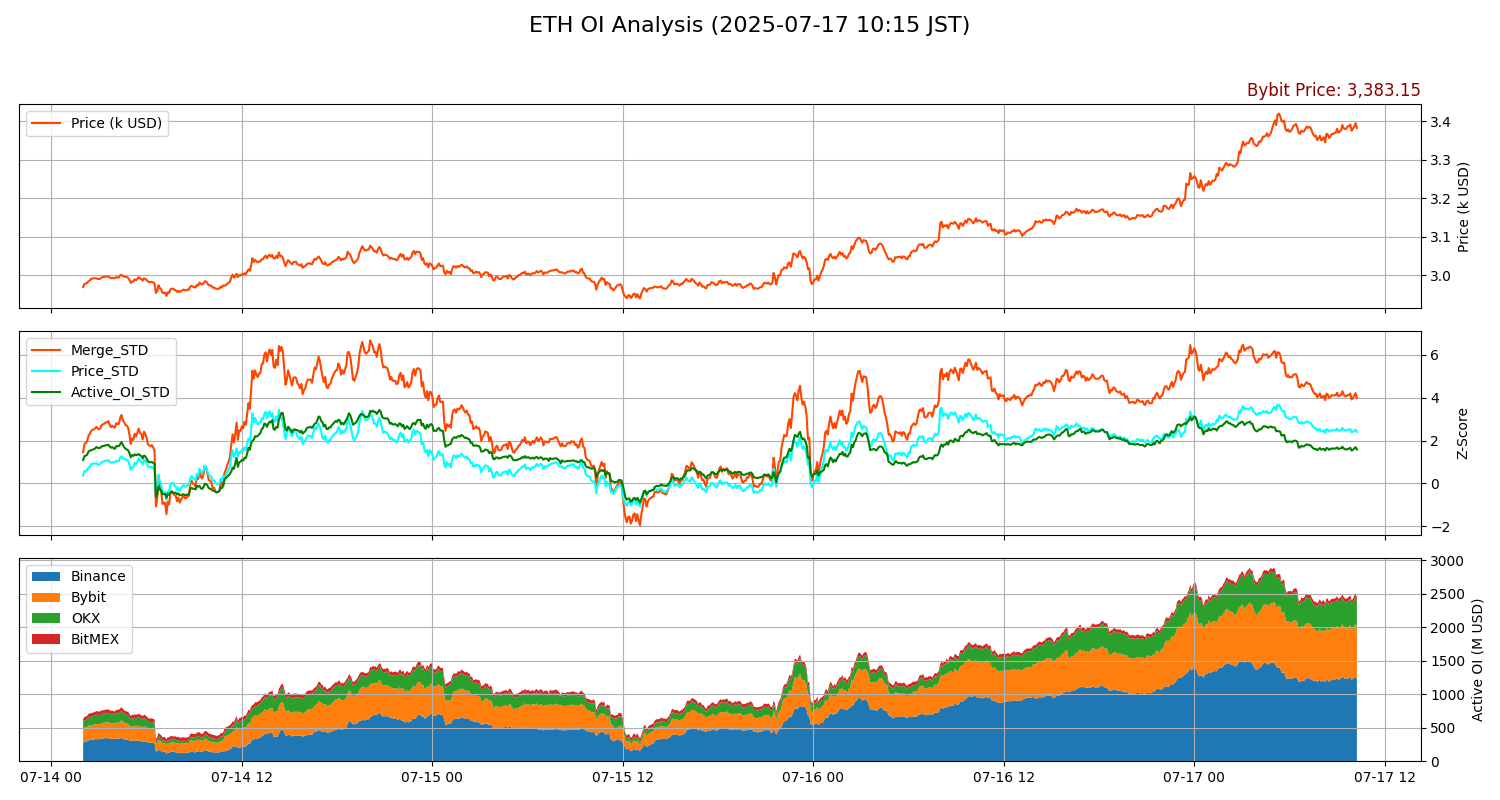 ETH OI Analysis (2025-07-17 10:15 JST)
Bybit Price: 3,383.15
Price (k USD)
3.4
3.3
3.2
3.1
3.0
Price (k USD)
Merge_STD
Price_STD
Active_OI_STD
6
4
2
0
−2
Z-Score
Binance
Bybit
OKX
BitMEX
3000
2500
2000
1500
1000
500
0
Active OI (M USD)
07-14 00
07-14 12
07-15 00
07-15 12
07-16 00
07-16 12
07-17 00
07-17 12